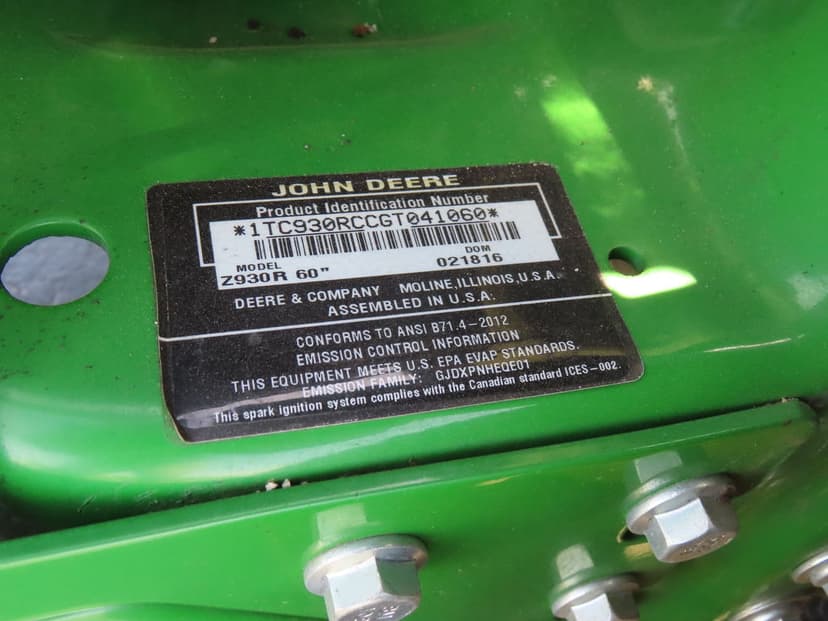 JOHN DEERE
Product Identification Number
*1TC930RCCGT041060*
MODEL DOM
Z930R 60" 021816
DEERE & COMPANY MOLINE,ILLINOIS,U.S.A.
ASSEMBLED IN U.S.A.
CONFORMS TO ANSI B71.4-2012
EMISSION CONTROL INFORMATION
THIS EQUIPMENT MEETS U.S. EPA EVAP STANDARDS.
EMISSION FAMILY: GJDXPNHEQE01
This spark ignition system complies with the Canadian standard ICES-002.